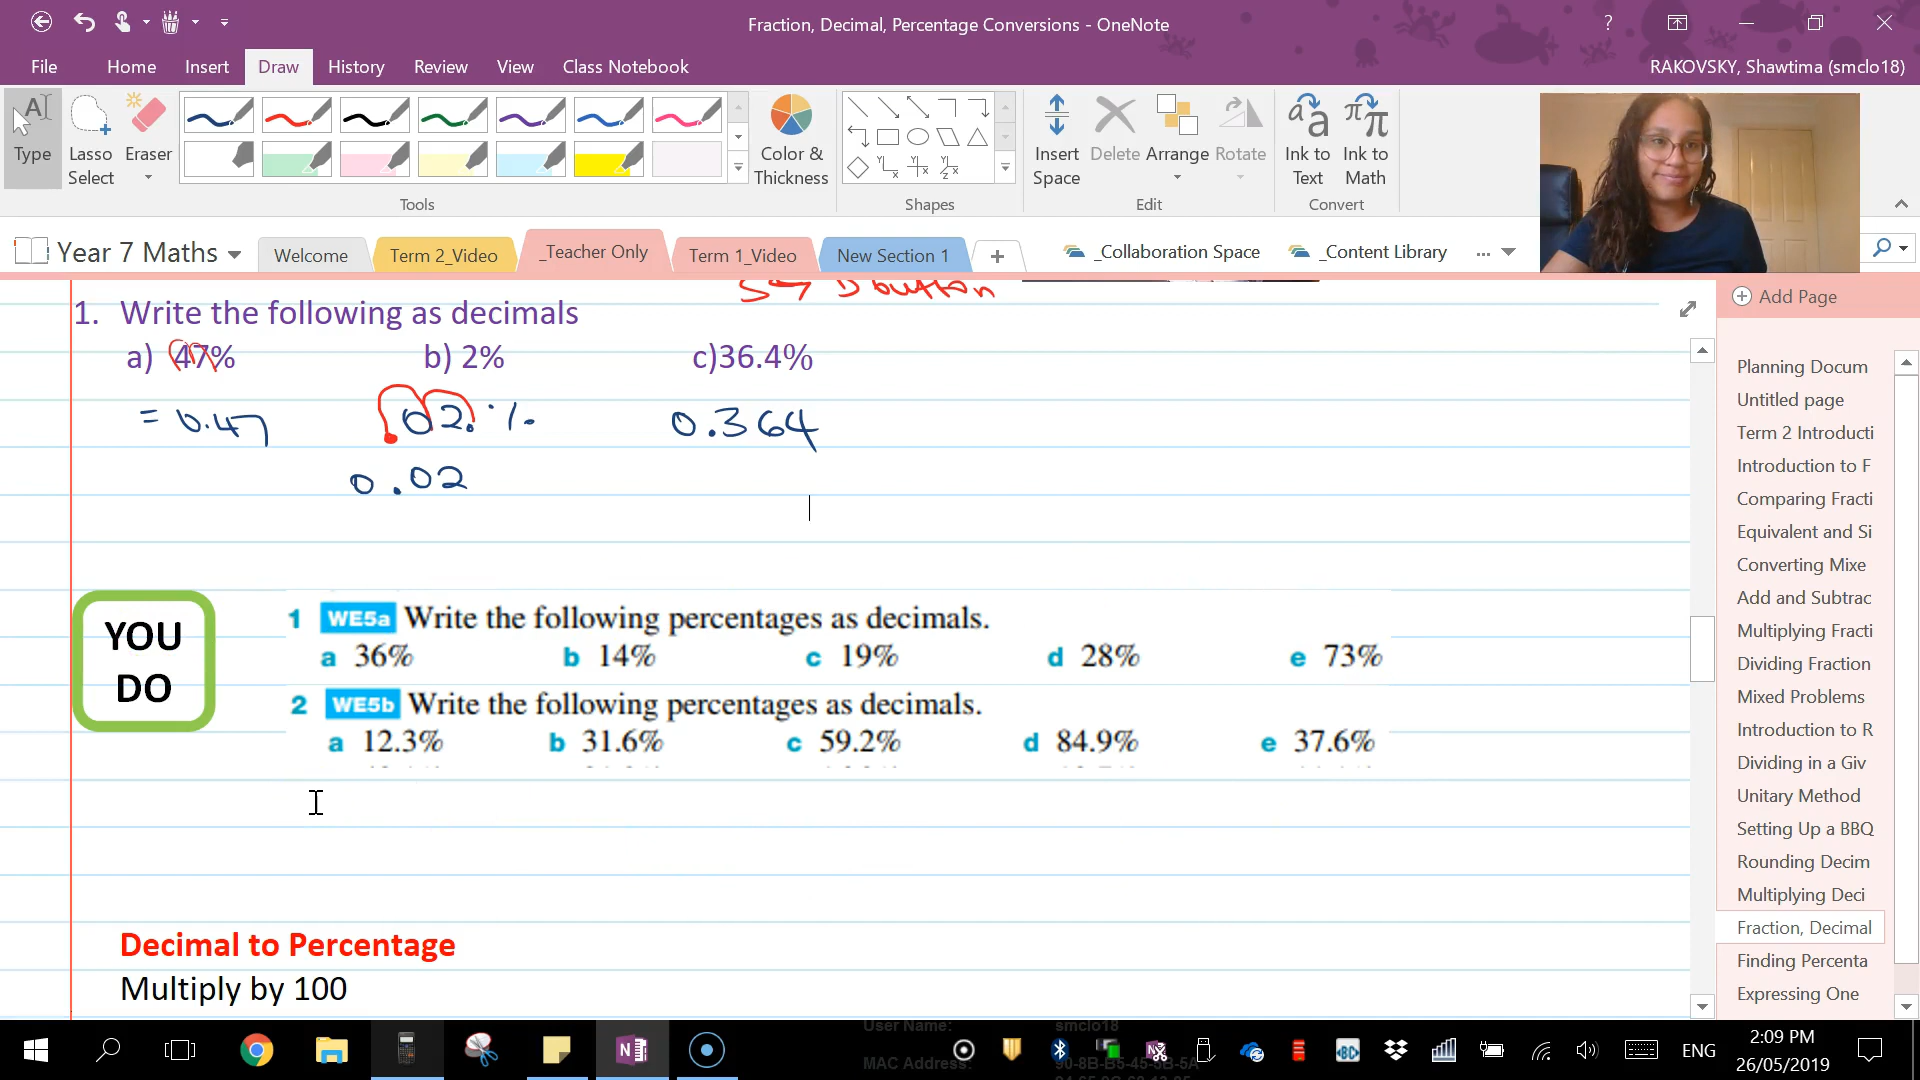 Fraction, Decimal, Percentage Conversions - OneNote
?
File Home Insert Draw History Review View Class Notebook
RAKOVSKY, Shawtima (smclo18)
Type
Lasso Select
Eraser
Color & Thickness
Insert Space
Delete
Arrange
Rotate
Ink to Text
Ink to Math
Tools Shapes Edit Convert
Year 7 Maths Welcome Term 2_Video _Teacher Only Term 1_Video New Section 1 + _Collaboration Space _Content Library ...
S↔D button
1. Write the following as decimals
a) 47% b) 2% c)36.4%
= 0.47 02.% 0.364
0.02
YOU DO
1 WE5a Write the following percentages as decimals.
a 36% b 14% c 19% d 28% e 73%
2 WE5b Write the following percentages as decimals.
a 12.3% b 31.6% c 59.2% d 84.9% e 37.6%
Decimal to Percentage
Multiply by 100
Add Page
Planning Docum
Untitled page
Term 2 Introducti
Introduction to F
Comparing Fracti
Equivalent and Si
Converting Mixe
Add and Subtrac
Multiplying Fracti
Dividing Fraction
Mixed Problems
Introduction to R
Dividing in a Giv
Unitary Method
Setting Up a BBQ
Rounding Decim
Multiplying Deci
Fraction, Decimal
Finding Percenta
Expressing One
User Name: smclo18
MAC Address: 90-8B-B5-45-5B-5A
ENG
2:09 PM
26/05/2019